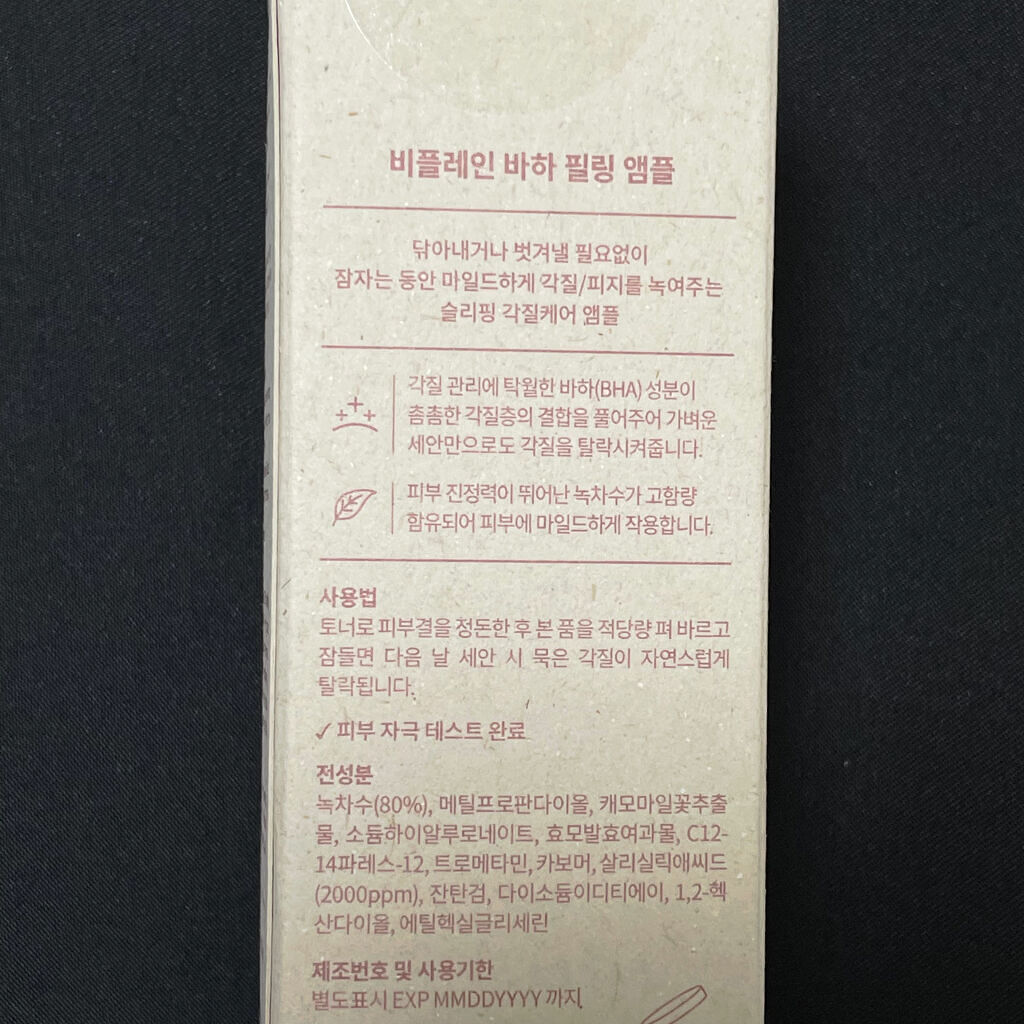 비플레인 바하 필링 앰플
닦아내거나 벗겨낼 필요없이
잠자는 동안 마일드하게 각질/피지를 녹여주는
슬리핑 각질케어 앰플
각질 관리에 탁월한 바하(BHA) 성분이
촘촘한 각질층의 결합을 풀어주어 가벼운
세안만으로도 각질을 탈락시켜줍니다.
피부 진정력이 뛰어난 녹차수가 고함량
함유되어 피부에 마일드하게 작용합니다.
사용법
토너로 피부결을 정돈한 후 본 품을 적당량 펴 바르고
잠들면 다음 날 세안 시 묵은 각질이 자연스럽게
탈락됩니다.
✓ 피부 자극 테스트 완료
전성분
녹차수(80%), 메틸프로판다이올, 캐모마일꽃추출
물, 소듐하이알루로네이트, 효모발효여과물, C12-
14파레스-12, 트로메타민, 카보머, 살리실릭애씨드
(2000ppm), 잔탄검, 다이소듐이디티에이, 1,2-헥
산다이올, 에틸헥실글리세린
제조번호 및 사용기한
별도표시 EXP MMDDYYYY 까지